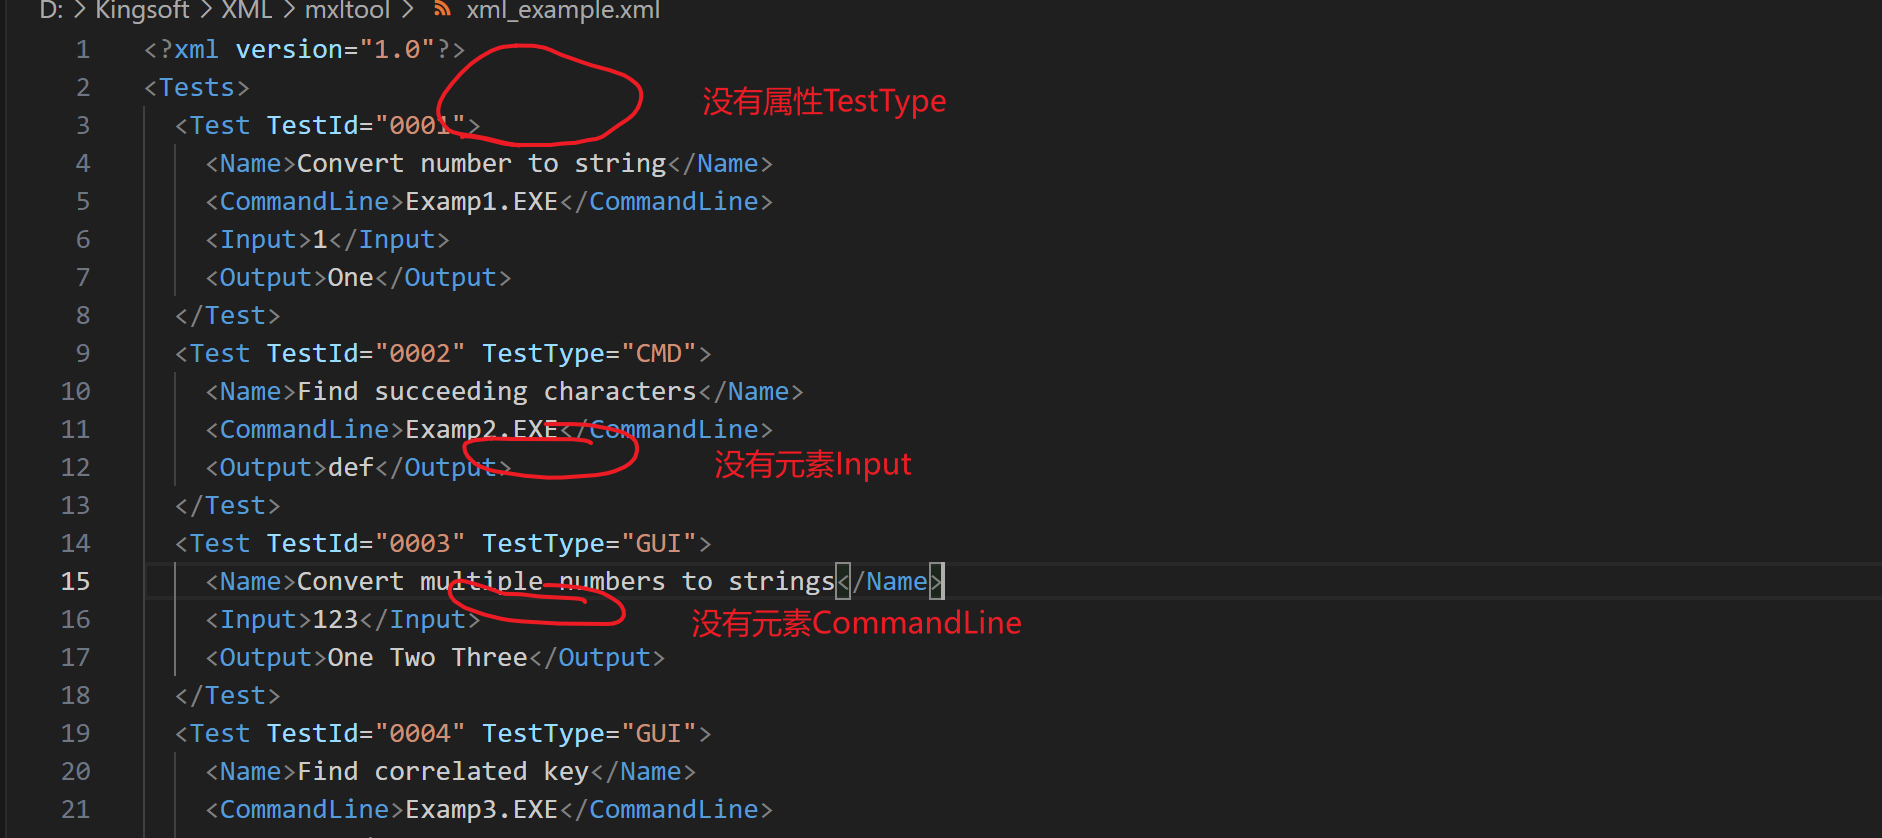 D: > Kingsoft > XML > mxltool > xml_example.xml
1 <?xml version="1.0"?>
2 <Tests>
没有属性TestType
3 <Test TestId="0001">
4 <Name>Convert number to string</Name>
5 <CommandLine>Examp1.EXE</CommandLine>
6 <Input>1</Input>
7 <Output>One</Output>
8 </Test>
9 <Test TestId="0002" TestType="CMD">
10 <Name>Find succeeding characters</Name>
11 <CommandLine>Examp2.EXE</CommandLine>
12 <Output>def</Output>
没有元素Input
13 </Test>
14 <Test TestId="0003" TestType="GUI">
15 <Name>Convert multiple numbers to strings</Name>
16 <Input>123</Input>
没有元素CommandLine
17 <Output>One Two Three</Output>
18 </Test>
19 <Test TestId="0004" TestType="GUI">
20 <Name>Find correlated key</Name>
21 <CommandLine>Examp3.EXE</CommandLine>